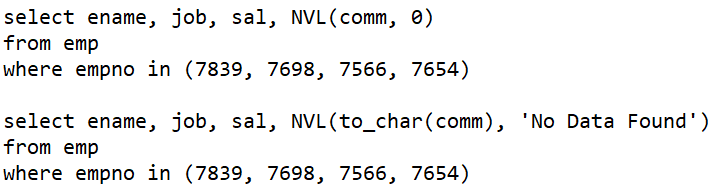 select ename, job, sal, NVL(comm, 0)
from emp
where empno in (7839, 7698, 7566, 7654)
select ename, job, sal, NVL(to_char(comm), 'No Data Found')
from emp
where empno in (7839, 7698, 7566, 7654)